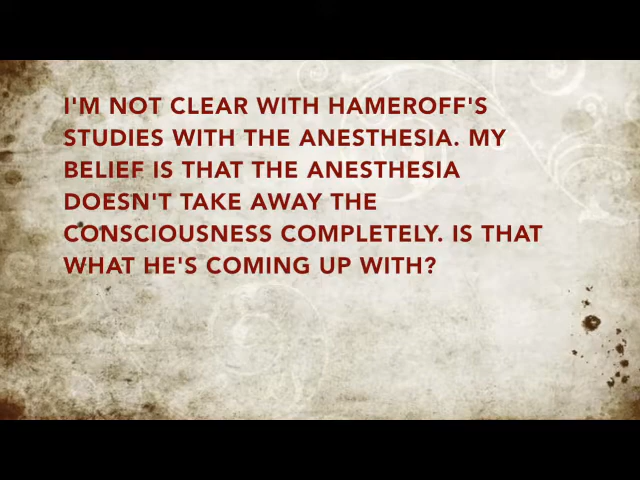 I'M NOT CLEAR WITH HAMEROFF'S
STUDIES WITH THE ANESTHESIA. MY
BELIEF IS THAT THE ANESTHESIA
DOESN'T TAKE AWAY THE
CONSCIOUSNESS COMPLETELY. IS THAT
WHAT HE'S COMING UP WITH?